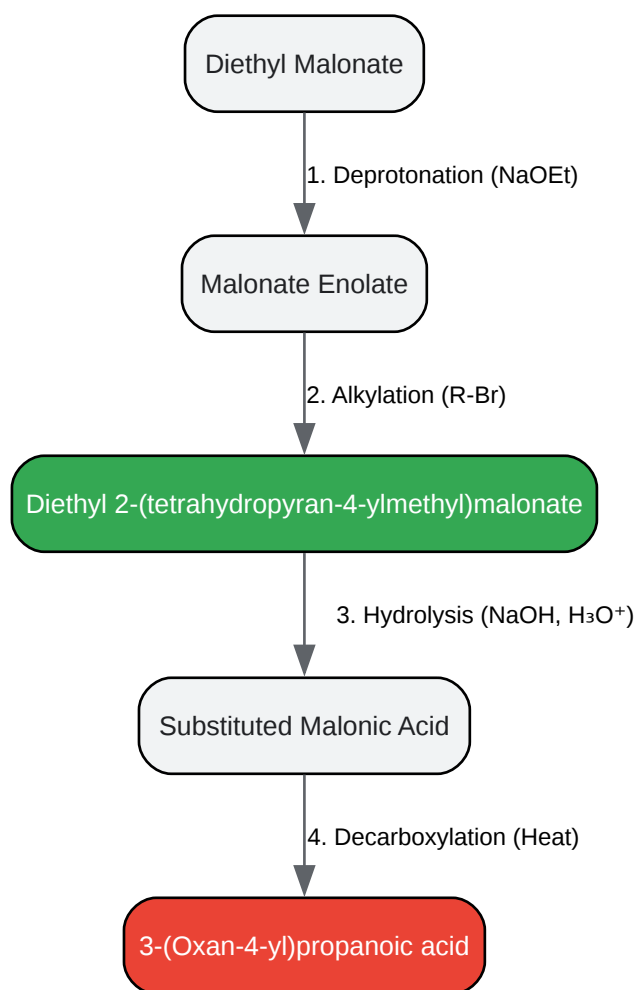 Diethyl Malonate
1. Deprotonation (NaOEt)
Malonate Enolate
2. Alkylation (R-Br)
Diethyl 2-(tetrahydropyran-4-ylmethyl)malonate
3. Hydrolysis (NaOH, H₃O⁺)
Substituted Malonic Acid
4. Decarboxylation (Heat)
3-(Oxan-4-yl)propanoic acid